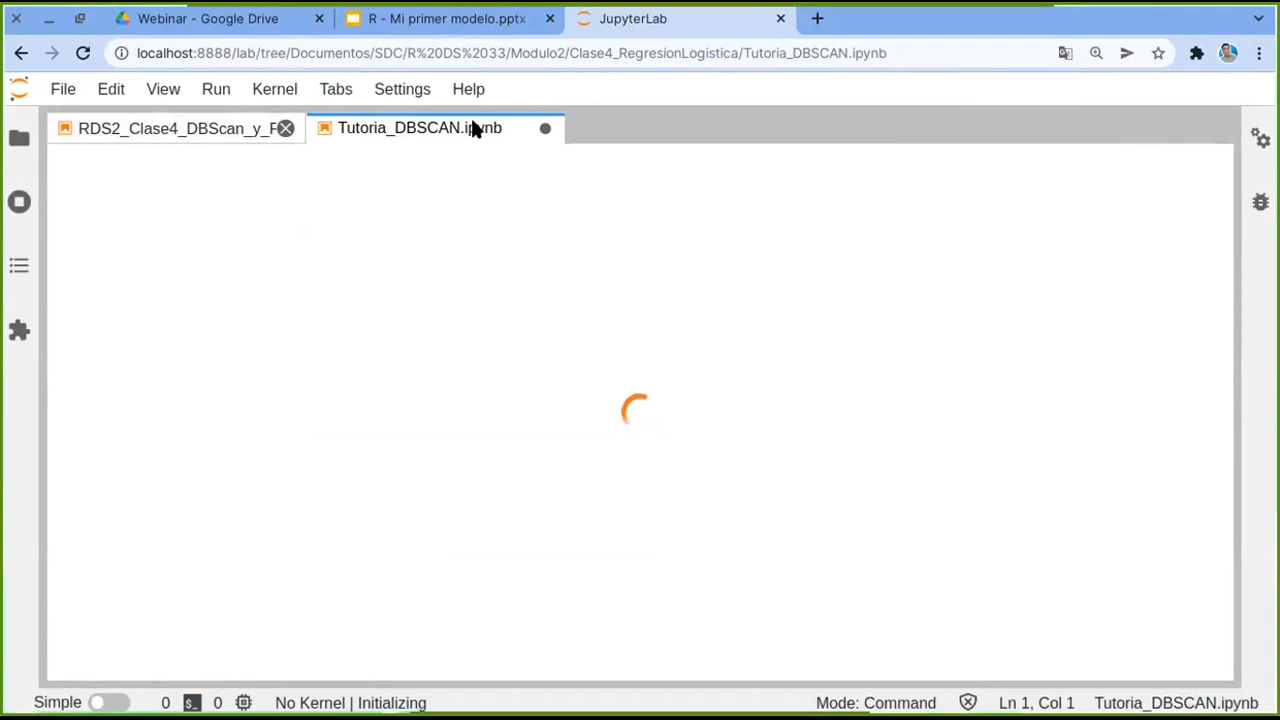 Webinar - Google Drive
R - Mi primer modelo.pptx
JupyterLab
localhost:8888/lab/tree/Documentos/SDC/R%20DS%2033/Modulo2/Clase4_RegresionLogistica/Tutoria_DBSCAN.ipynb
File Edit View Run Kernel Tabs Settings Help
RDS2_Clase4_DBScan_y_F
Tutoria_DBSCAN.ipynb
Simple 0 $_ 0 No Kernel | Initializing Mode: Command Ln 1, Col 1 Tutoria_DBSCAN.ipynb